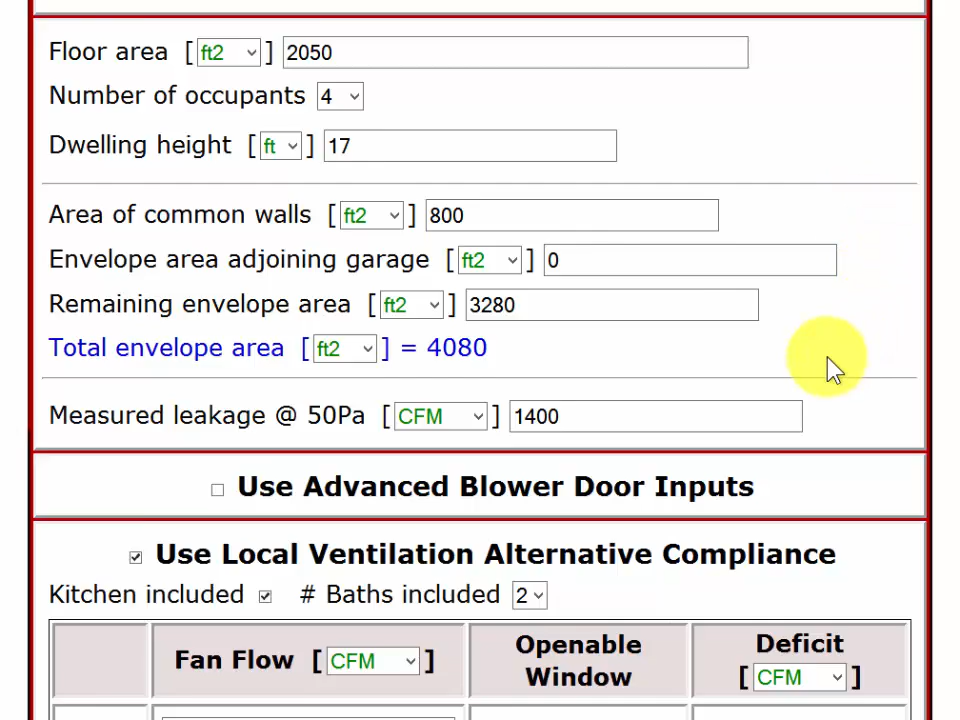 Floor area [ft2] 2050
Number of occupants 4
Dwelling height [ft] 17
Area of common walls [ft2] 800
Envelope area adjoining garage [ft2] 0
Remaining envelope area [ft2] 3280
Total envelope area [ft2] = 4080
Measured leakage @ 50Pa [CFM] 1400
Use Advanced Blower Door Inputs
Use Local Ventilation Alternative Compliance
Kitchen included # Baths included 2
Fan Flow [CFM]
Openable
Window
Deficit
[CFM]